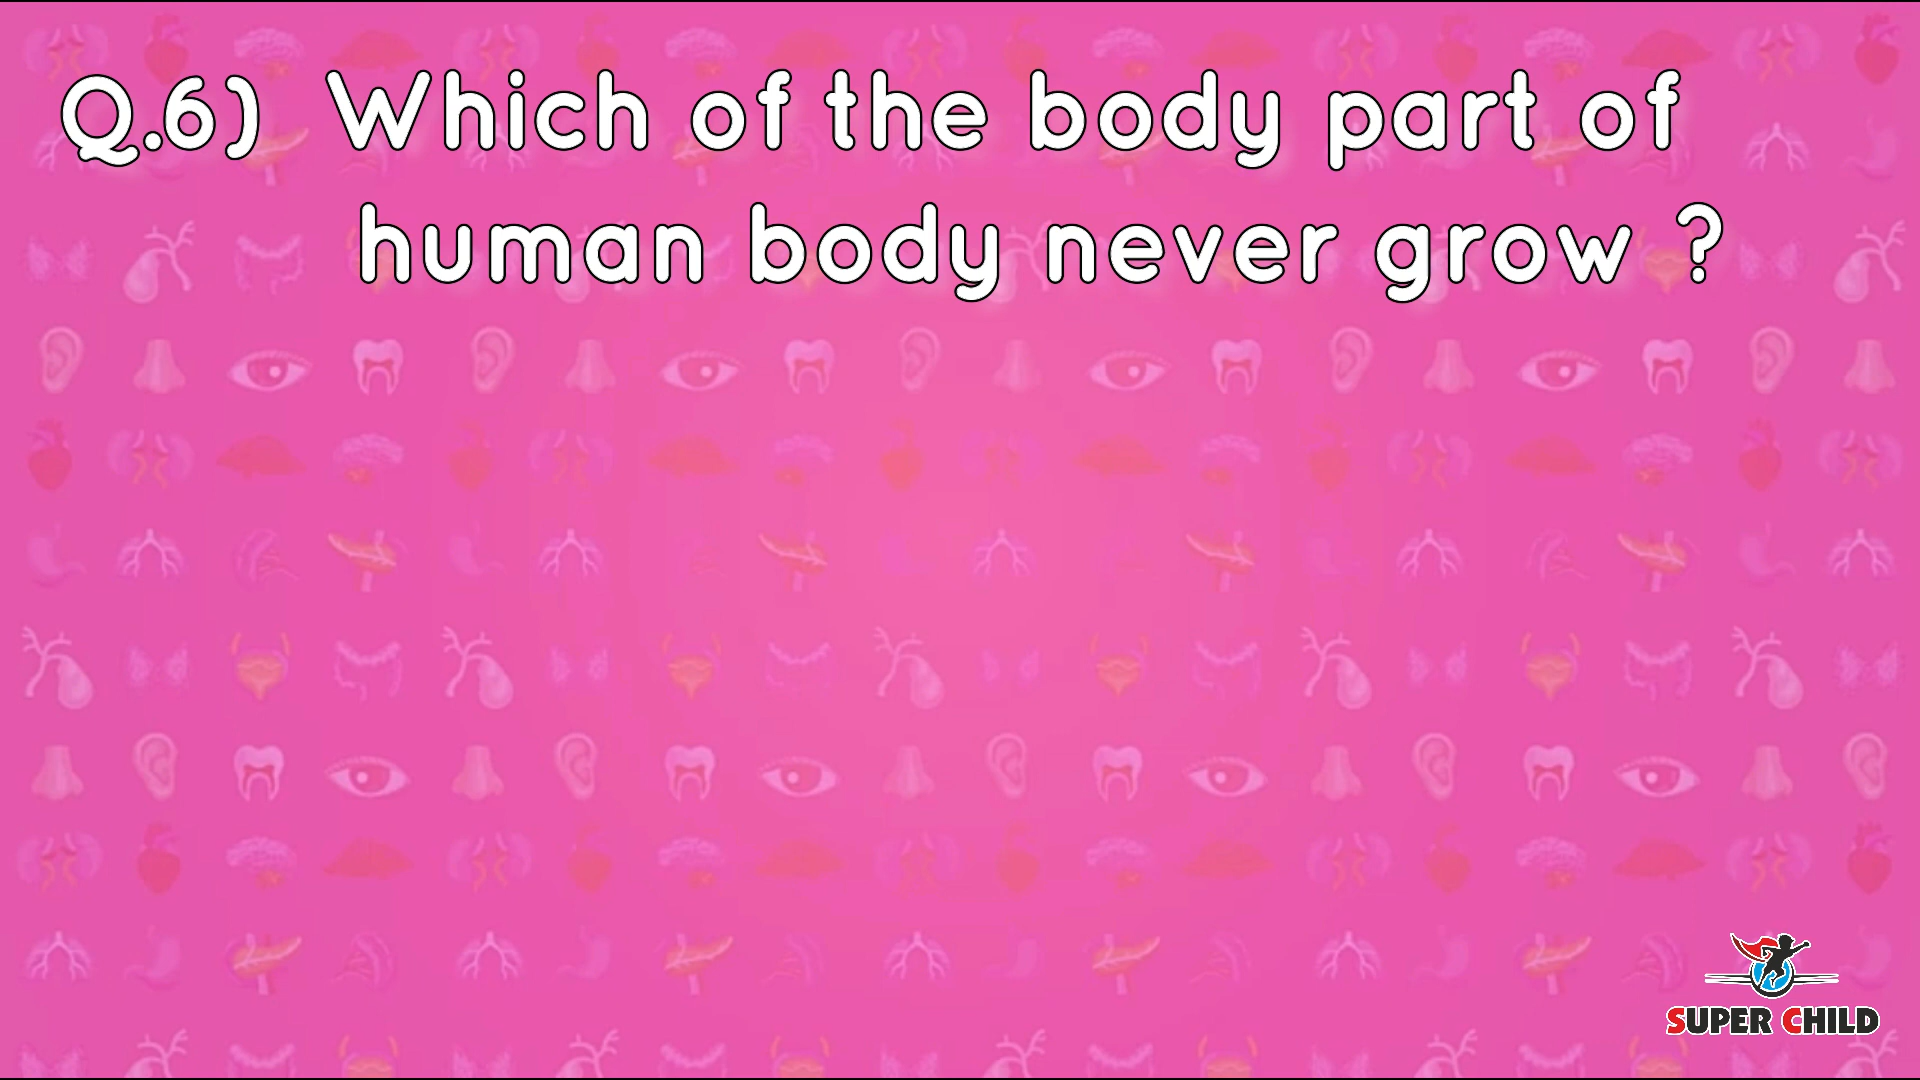 Q.6) Which of the body part of
human body never grow ?
SUPER CHILD